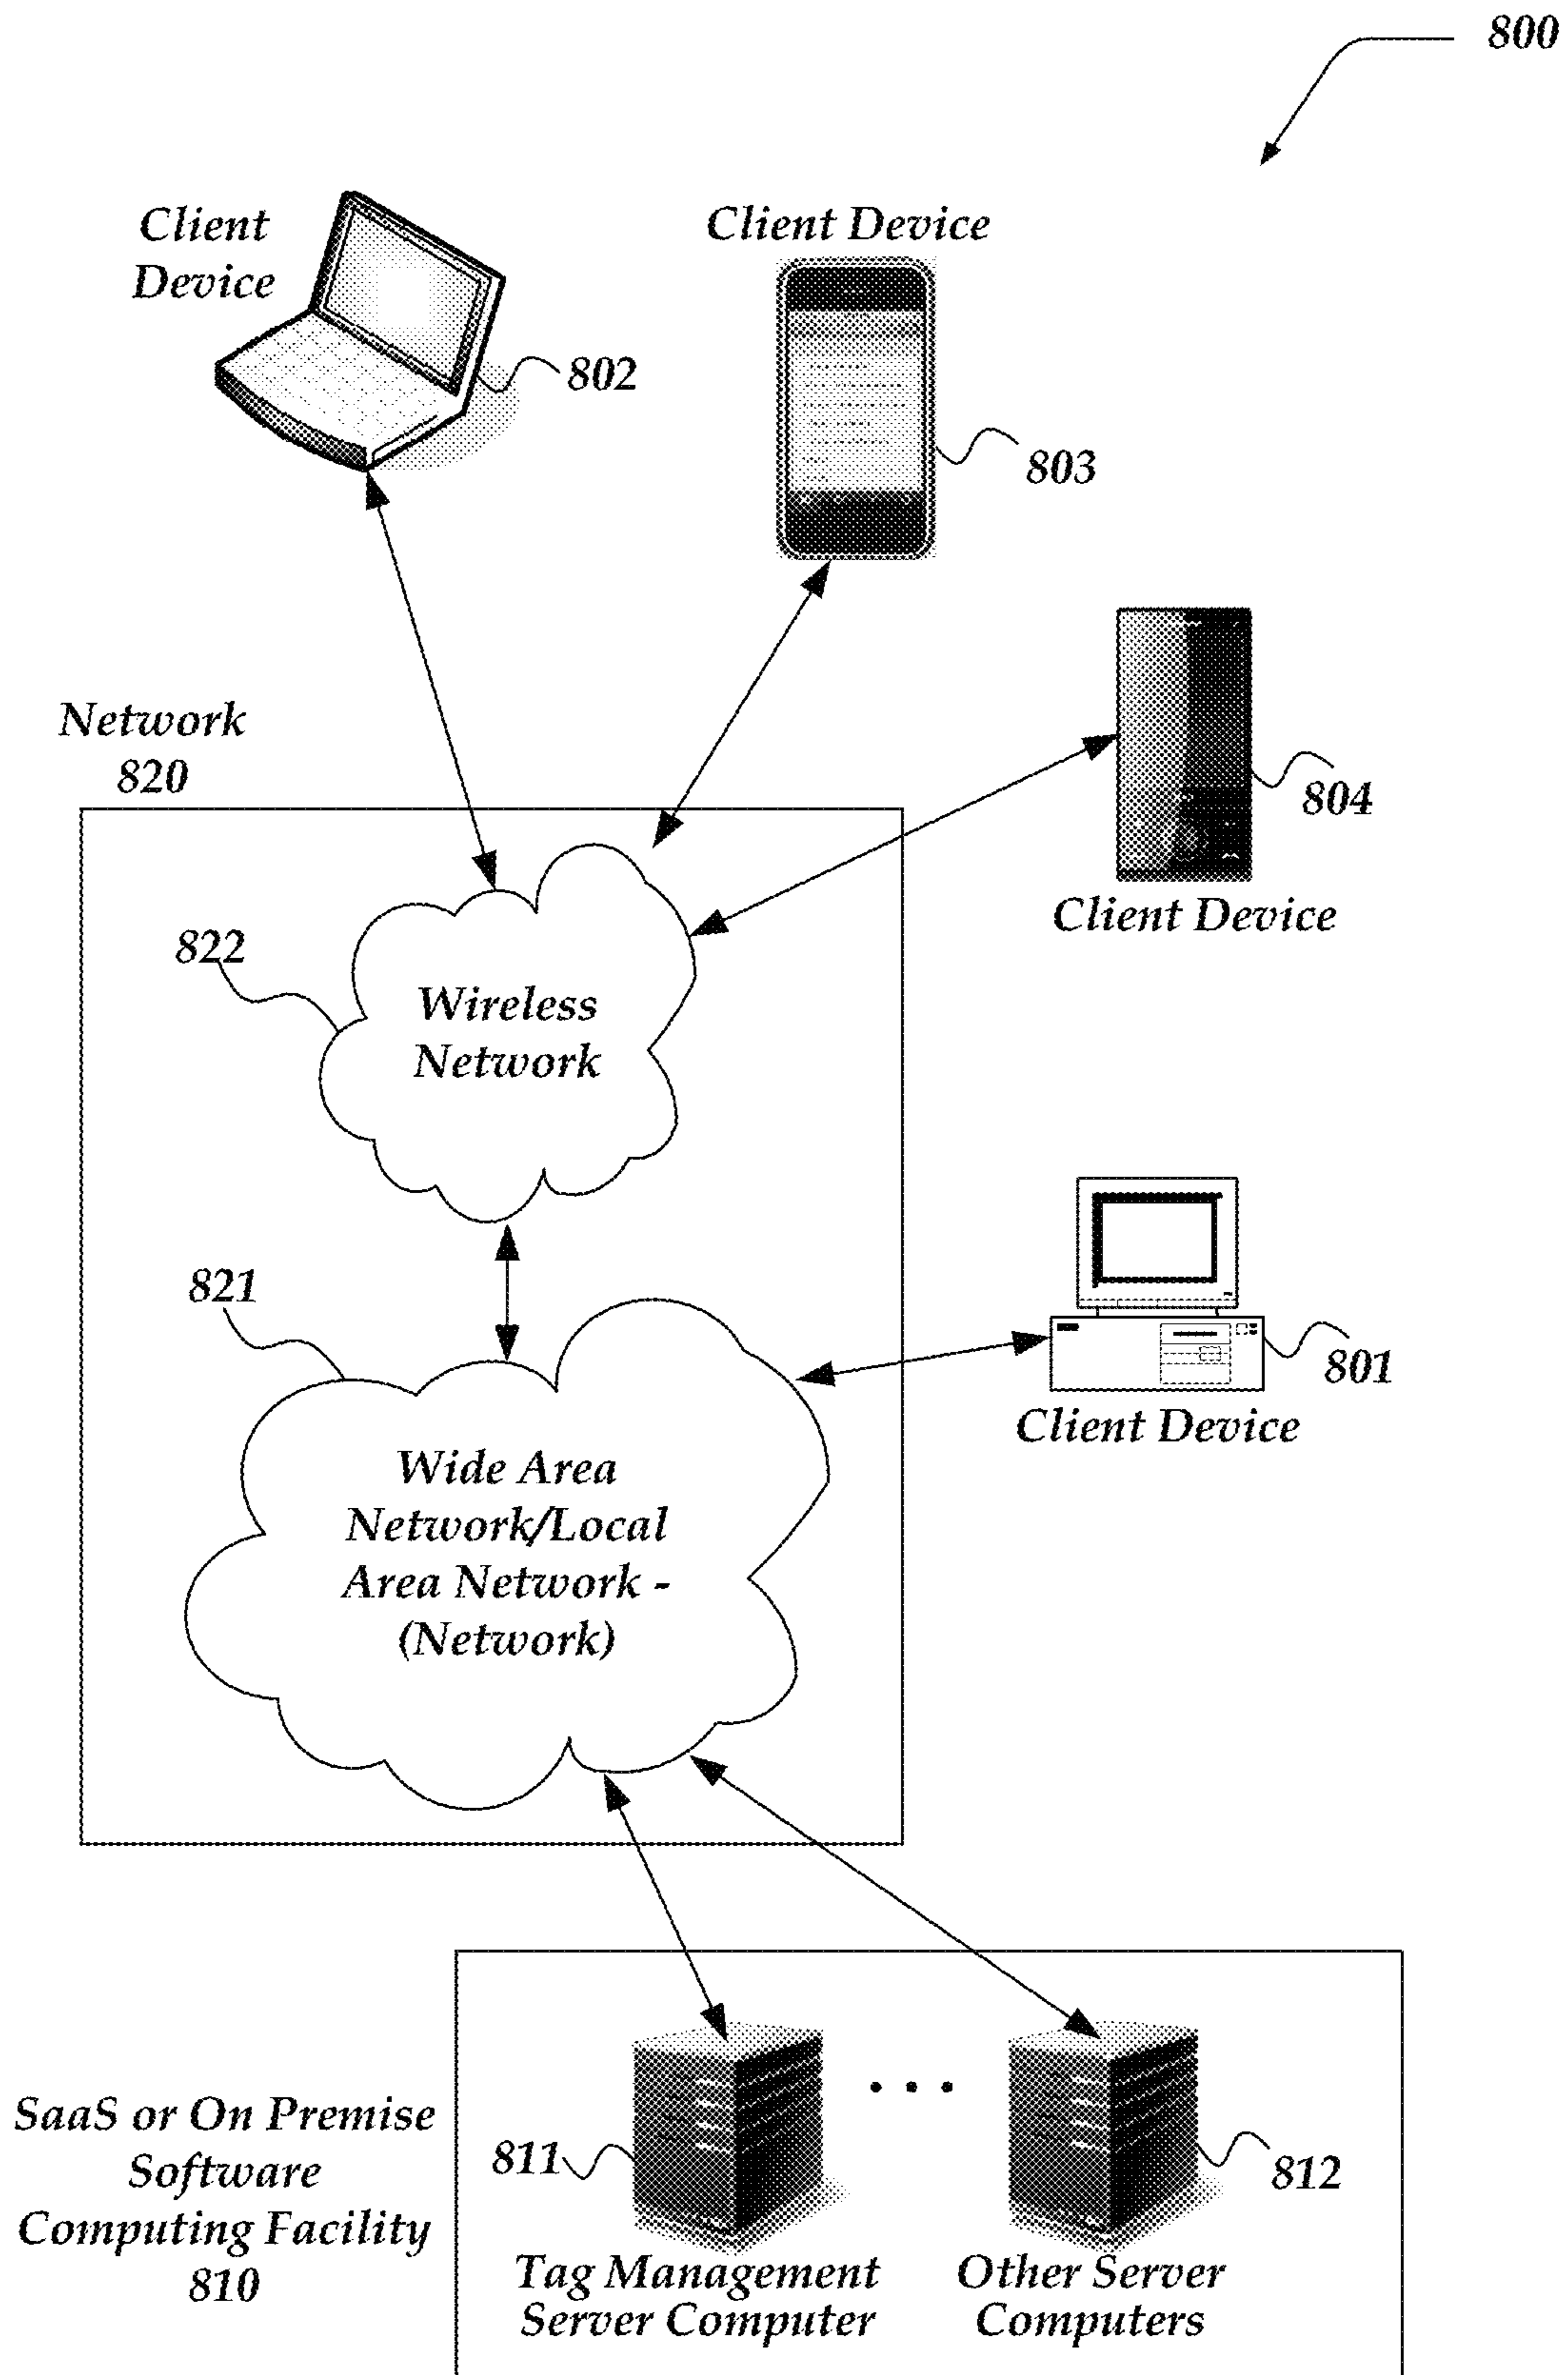 800
Client
Device
Client Device
802
803
Network
820
804
Client Device
822
Wireless
Network
821
801
Client Device
Wide Area
Network/Local
Area Network -
(Network)
SaaS or On Premise
Software
Computing Facility
810
811
812
Tag Management
Server Computer
Other Server
Computers